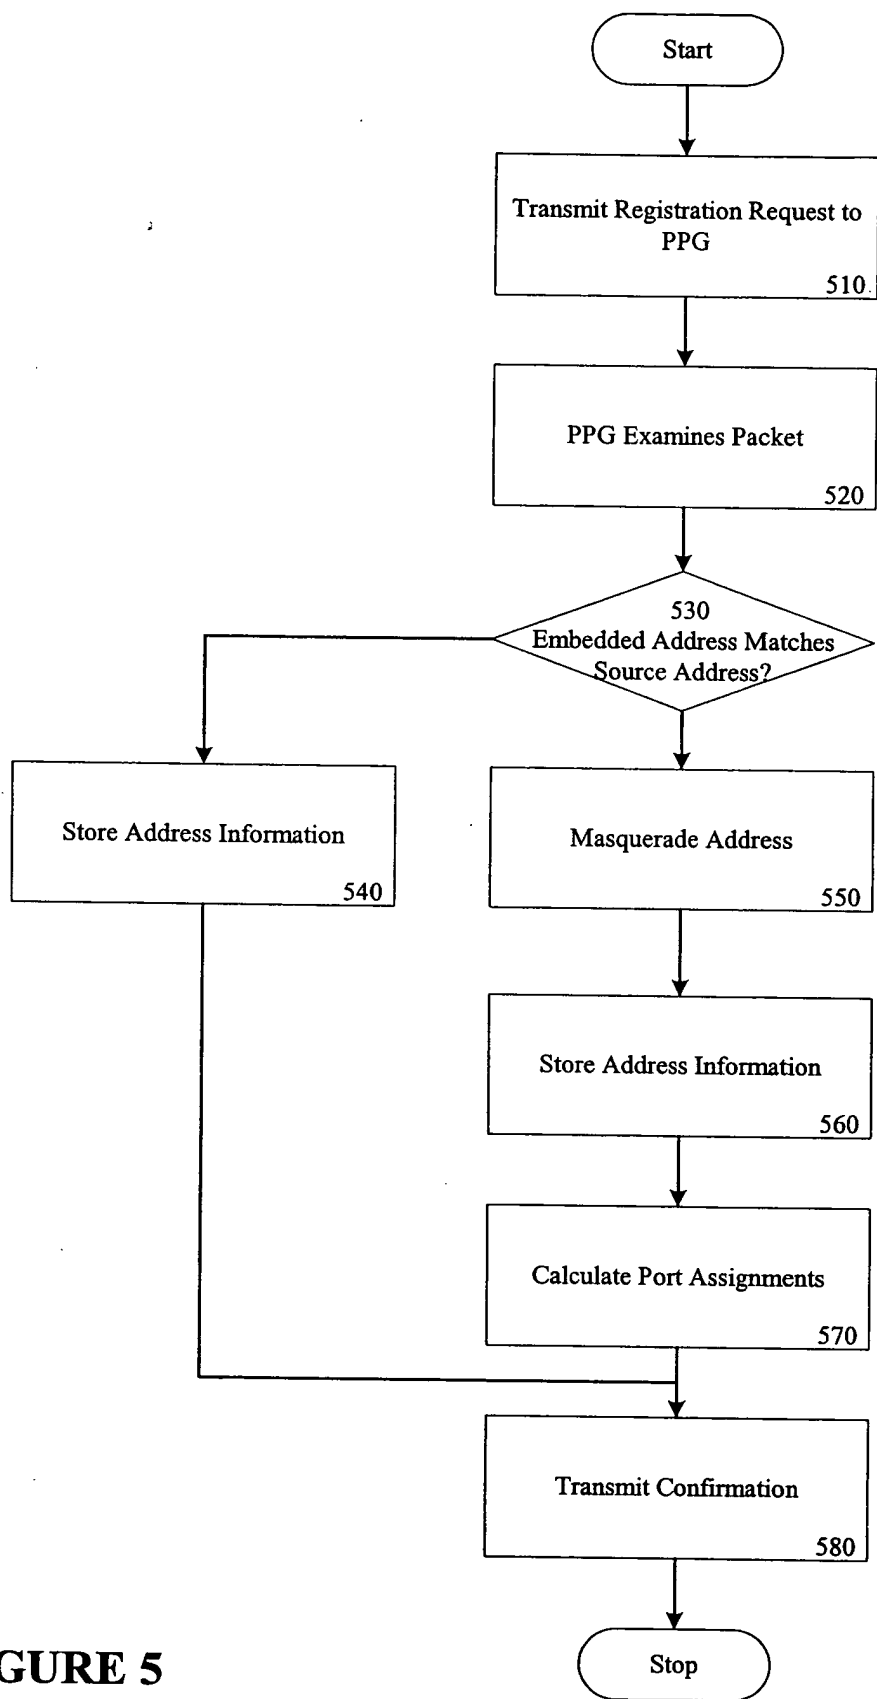 Start
Transmit Registration Request to
PPG
510
PPG Examines Packet
520
530
Embedded Address Matches
Source Address?
Store Address Information
540
Masquerade Address
550
Store Address Information
560
Calculate Port Assignments
570
Transmit Confirmation
580
Stop
GURE 5